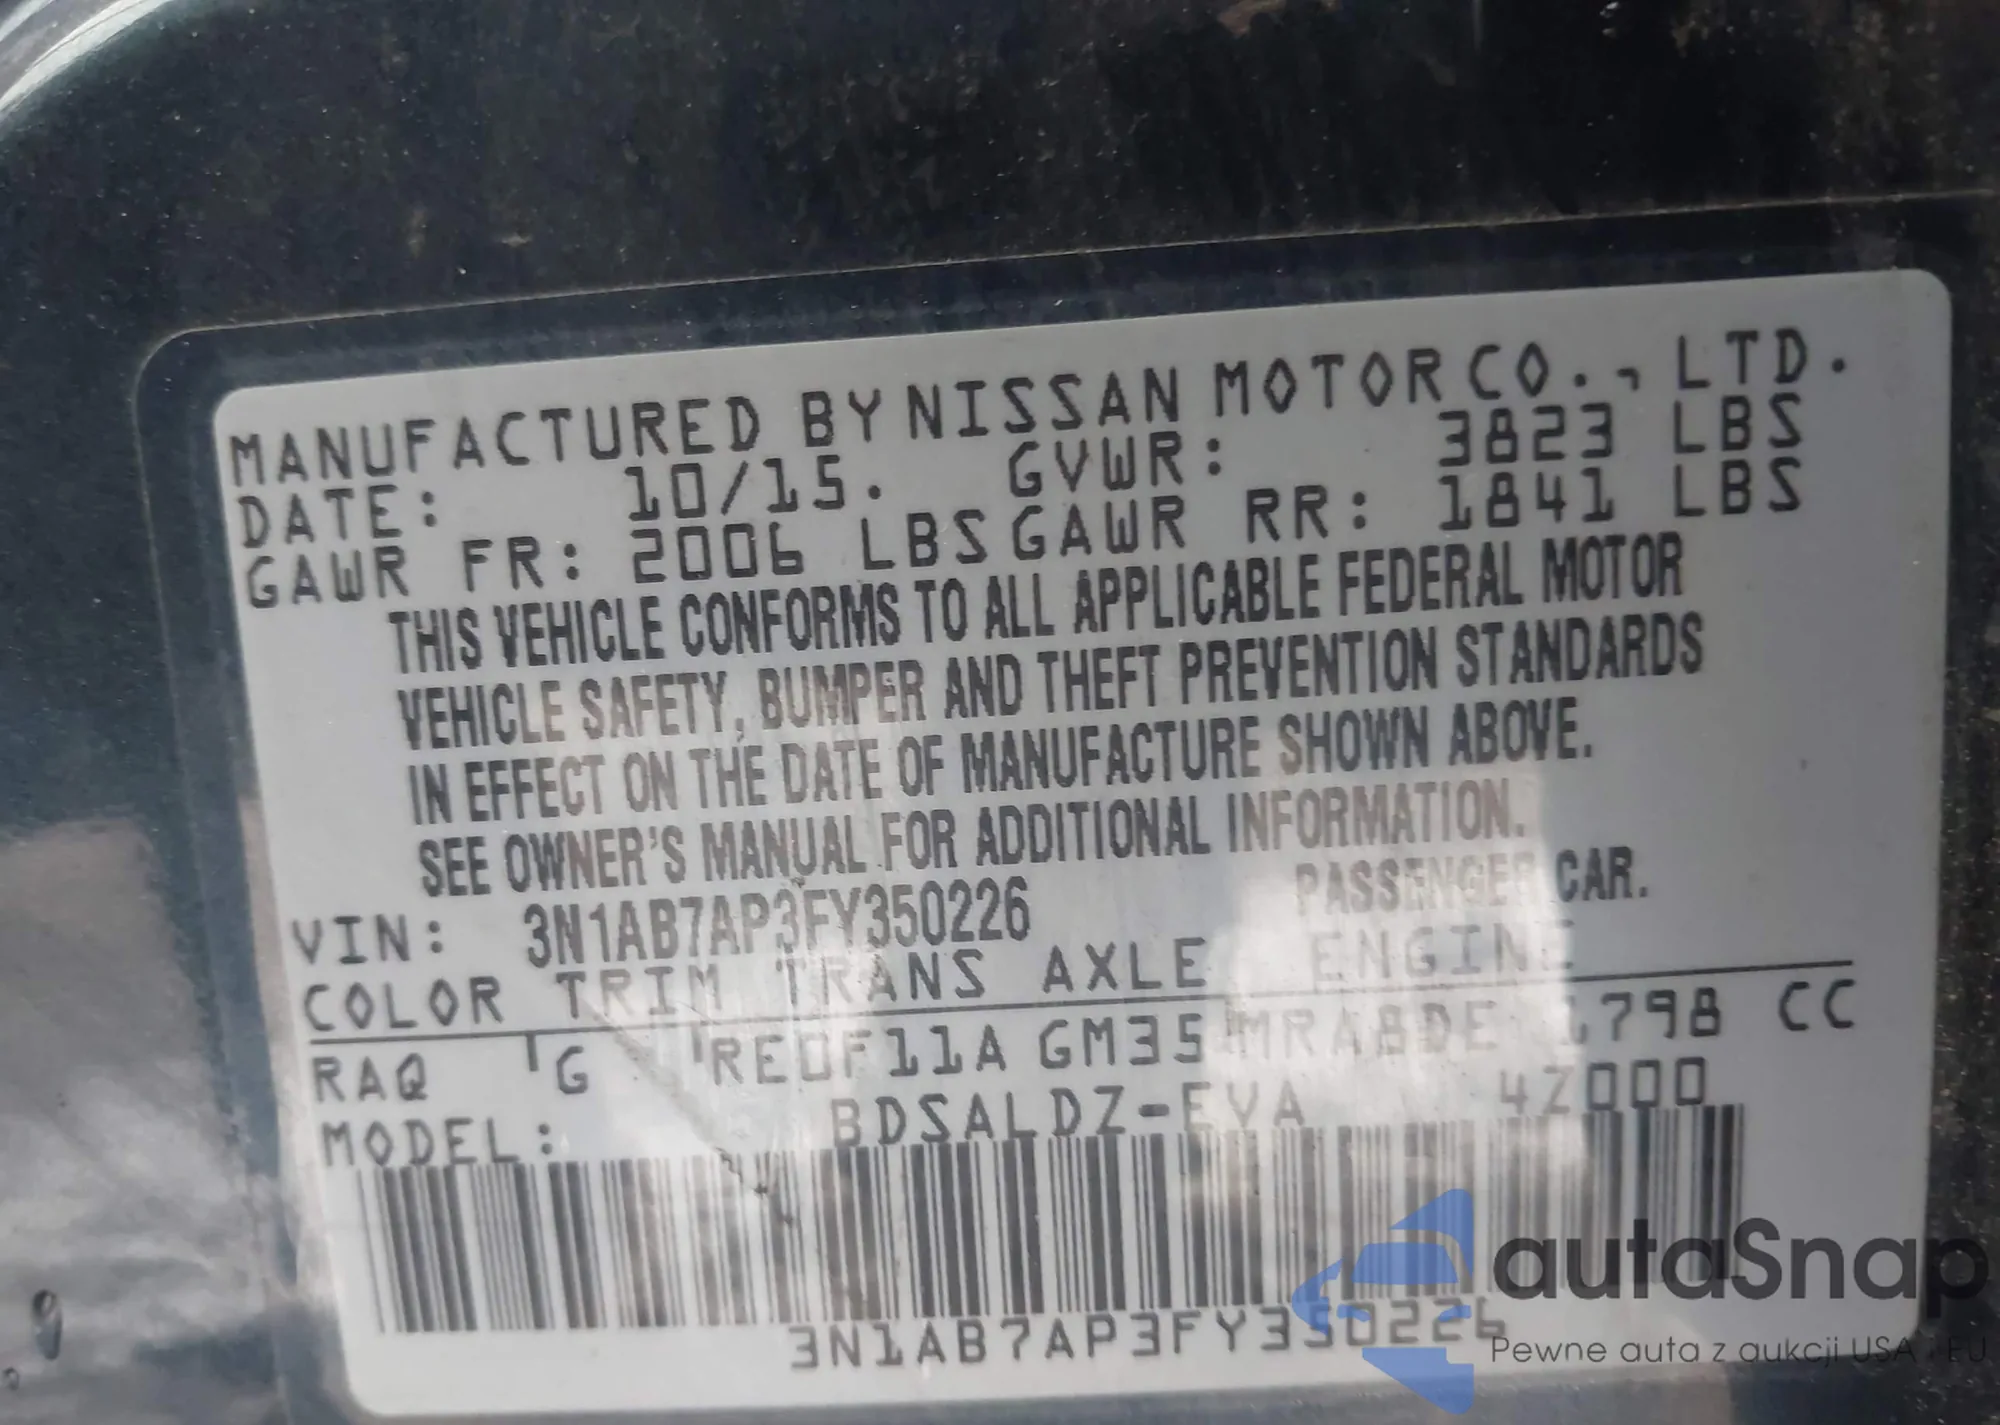 MANUFACTURED BY NISSAN MOTOR CO., LTD.
DATE: 10/15. GVWR: 3823 LBS
GAWR FR: 2006 LBS GAWR RR: 1841 LBS
THIS VEHICLE CONFORMS TO ALL APPLICABLE FEDERAL MOTOR
VEHICLE SAFETY, BUMPER AND THEFT PREVENTION STANDARDS
IN EFFECT ON THE DATE OF MANUFACTURE SHOWN ABOVE.
SEE OWNER'S MANUAL FOR ADDITIONAL INFORMATION.
VIN: 3N1AB7AP3FY350226 PASSENGER CAR.
COLOR TRIM TRANS AXLE ENGINE
RAQ G RE0F11A GM35 MRA8DE 1798 CC
MODEL: BDSALDZ-EVA 4Z000
3N1AB7AP3FY350226
autaSnap
Pewne auta z aukcji USA i EU